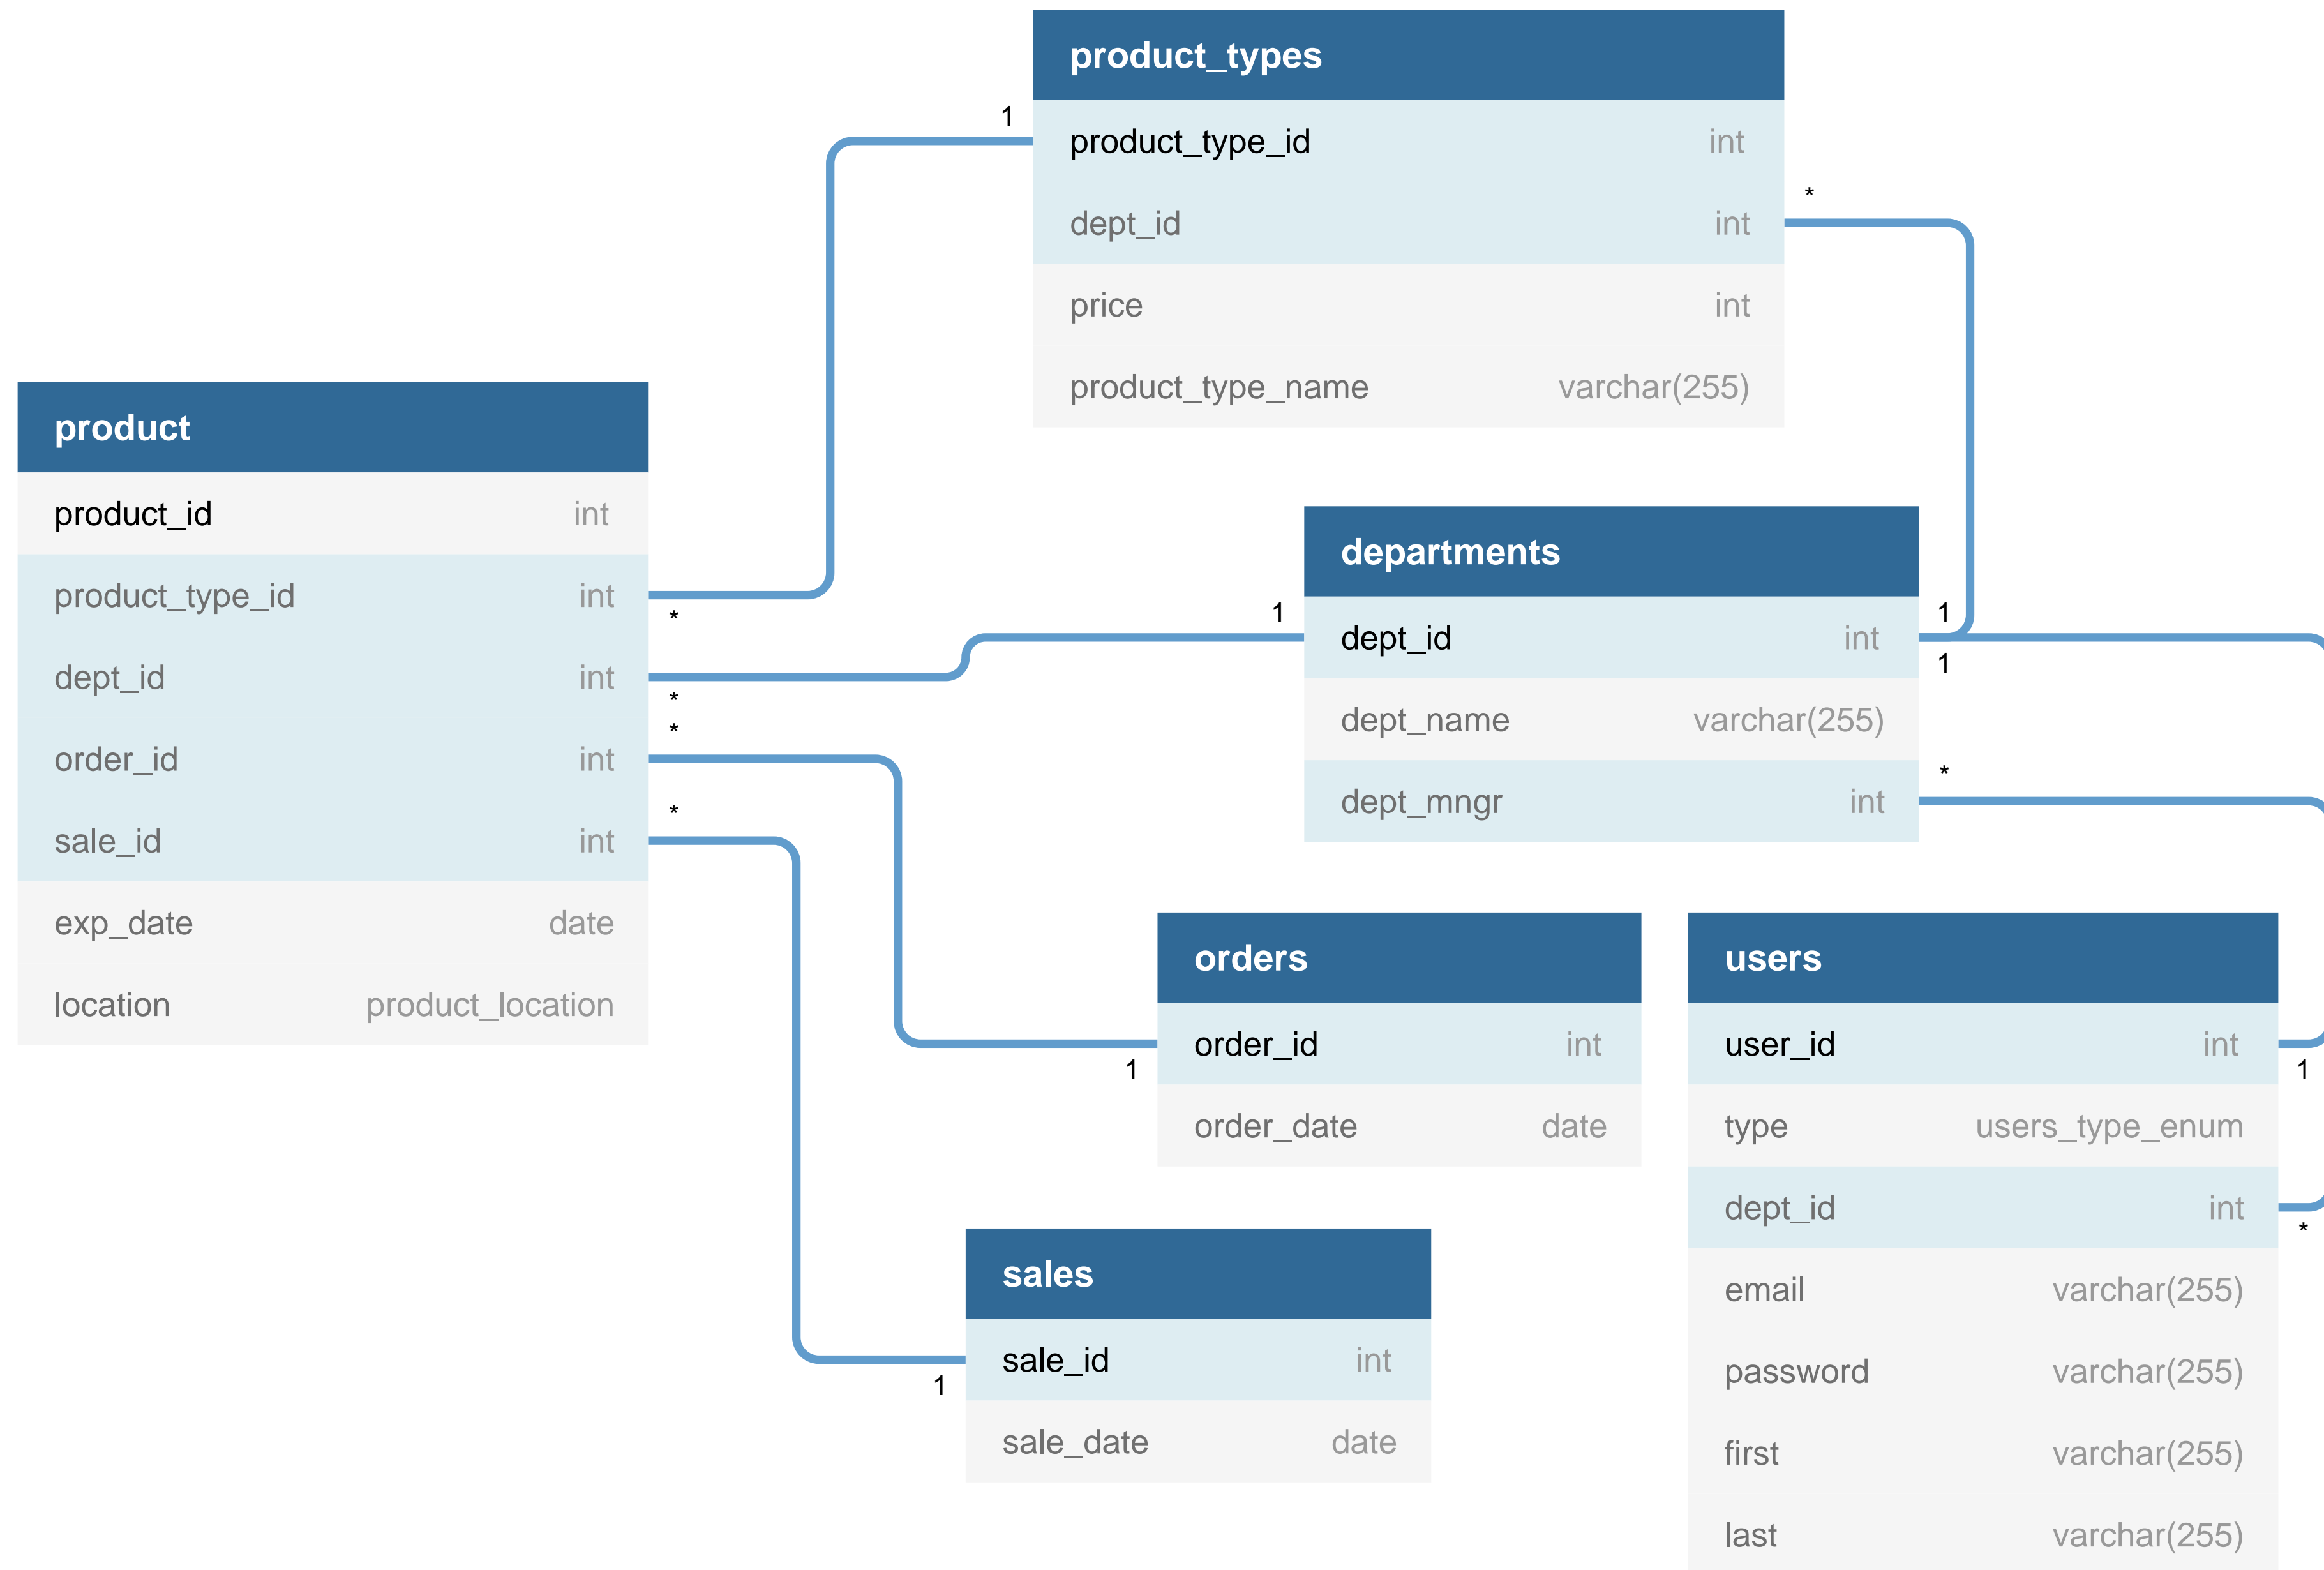 product_types
1
product_type_id int
*
dept_id int
price int
product_type_name varchar(255)
product
product_id int
product_type_id int
*
dept_id int
*
*
order_id int
*
sale_id int
exp_date date
location product_location
departments
1
1
dept_id int
1
dept_name varchar(255)
*
dept_mngr int
orders
order_id int
1
order_date date
users
user_id int
1
type users_type_enum
dept_id int
*
email varchar(255)
password varchar(255)
first varchar(255)
last varchar(255)
sales
sale_id int
1
sale_date date